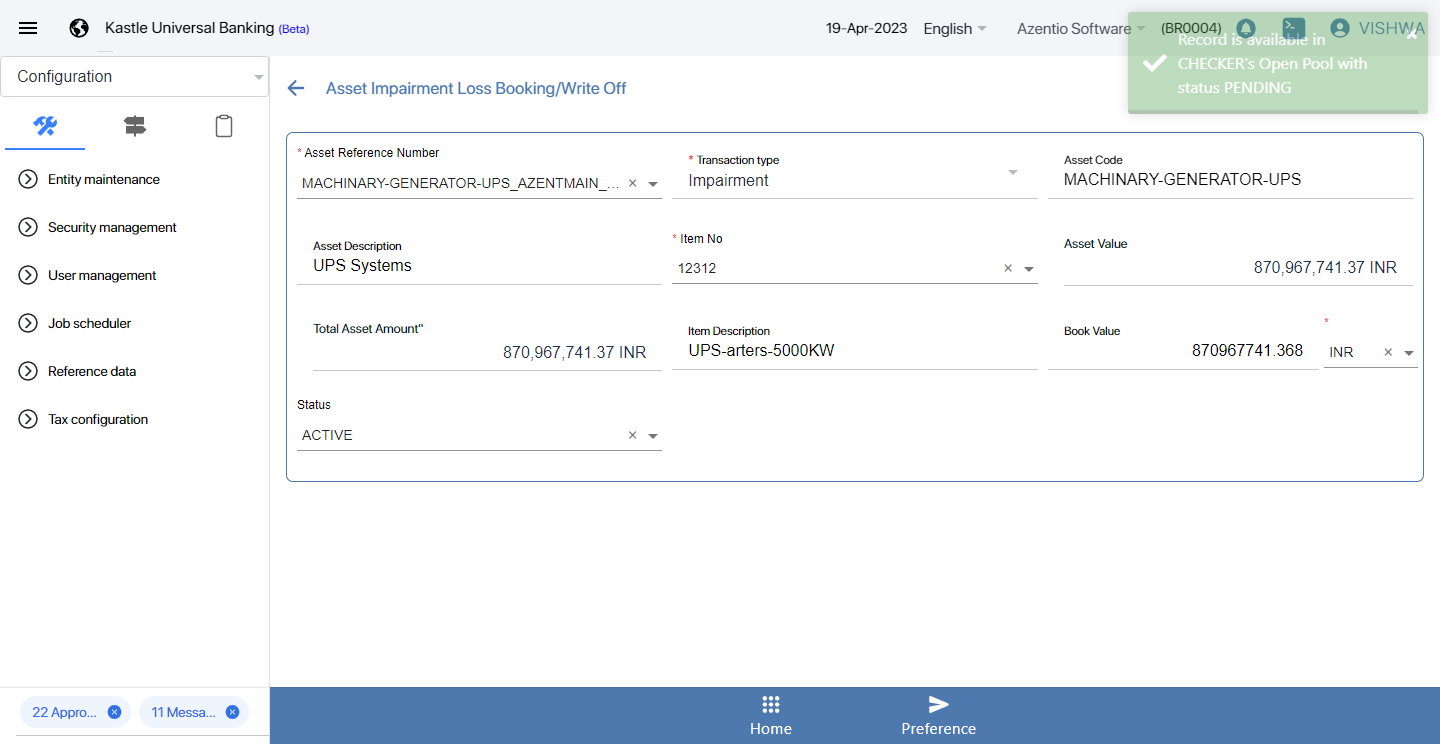 Kastle Universal Banking (Beta)
19-Apr-2023
English
Azentio Software
(BR0004)
VISHWA
Record is available in
CHECKER's Open Pool with
status PENDING
Configuration
Entity maintenance
Security management
User management
Job scheduler
Reference data
Tax configuration
22 Appro...
11 Messa...
Asset Impairment Loss Booking/Write Off
* Asset Reference Number
MACHINARY-GENERATOR-UPS_AZENTMAIN_...
* Transaction type
Impairment
Asset Code
MACHINARY-GENERATOR-UPS
Asset Description
UPS Systems
* Item No
12312
Asset Value
870,967,741.37 INR
Total Asset Amount"
870,967,741.37 INR
Item Description
UPS-arters-5000KW
Book Value
870967741.368
*
INR
Status
ACTIVE
Home
Preference